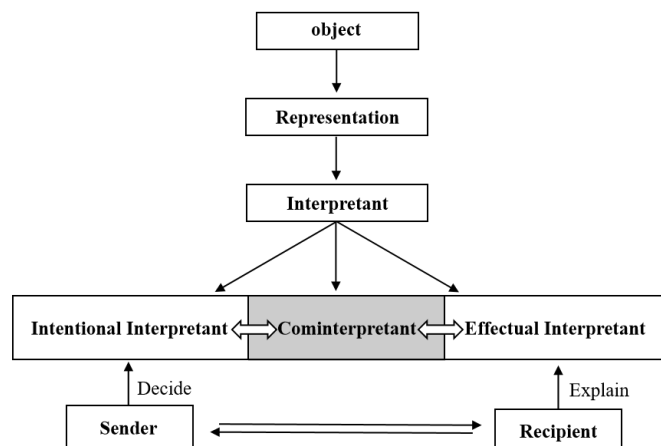 object
Representation
Interpretant
Intentional Interpretant
Cominterpretant
Effectual Interpretant
Decide
Explain
Sender
Recipient